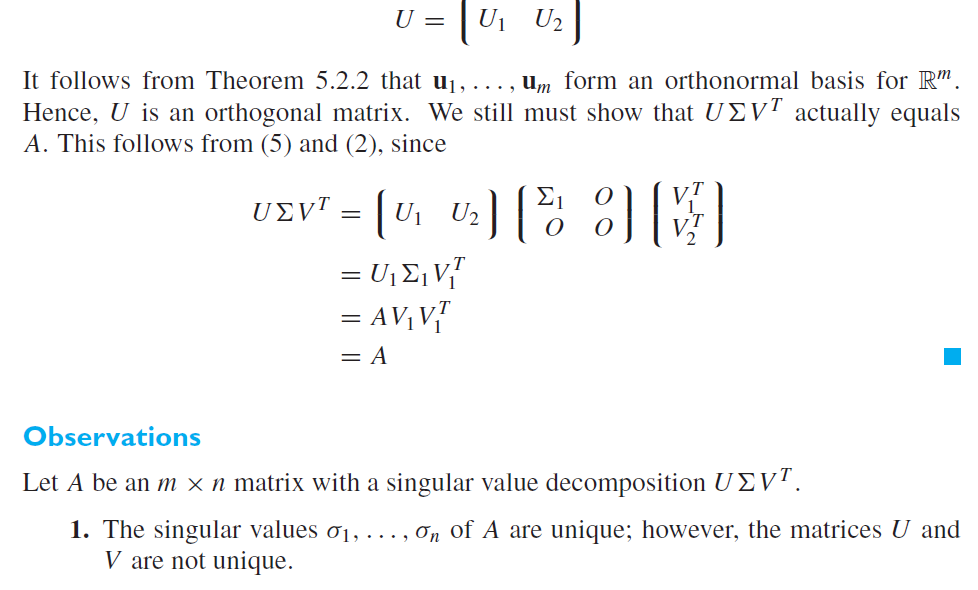 U = [ U₁ U₂ ]
It follows from Theorem 5.2.2 that u₁, . . . , uₘ form an orthonormal basis for ℝᵐ.
Hence, U is an orthogonal matrix. We still must show that UΣVᵀ actually equals
A. This follows from (5) and (2), since
UΣVᵀ = [ U₁ U₂ ] [ Σ₁ O ; O O ] [ V₁ᵀ ; V₂ᵀ ]
= U₁Σ₁V₁ᵀ
= AV₁V₁ᵀ
= A
Observations
Let A be an m × n matrix with a singular value decomposition UΣVᵀ.
1. The singular values σ₁, . . . , σₙ of A are unique; however, the matrices U and
V are not unique.